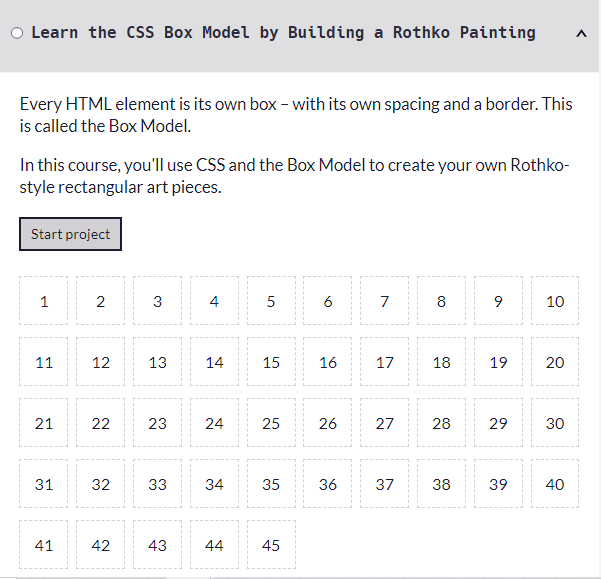 Learn the CSS Box Model by Building a Rothko Painting
Every HTML element is its own box – with its own spacing and a border. This
is called the Box Model.
In this course, you'll use CSS and the Box Model to create your own Rothko-
style rectangular art pieces.
Start project
1 2 3 4 5 6 7 8 9 10
11 12 13 14 15 16 17 18 19 20
21 22 23 24 25 26 27 28 29 30
31 32 33 34 35 36 37 38 39 40
41 42 43 44 45